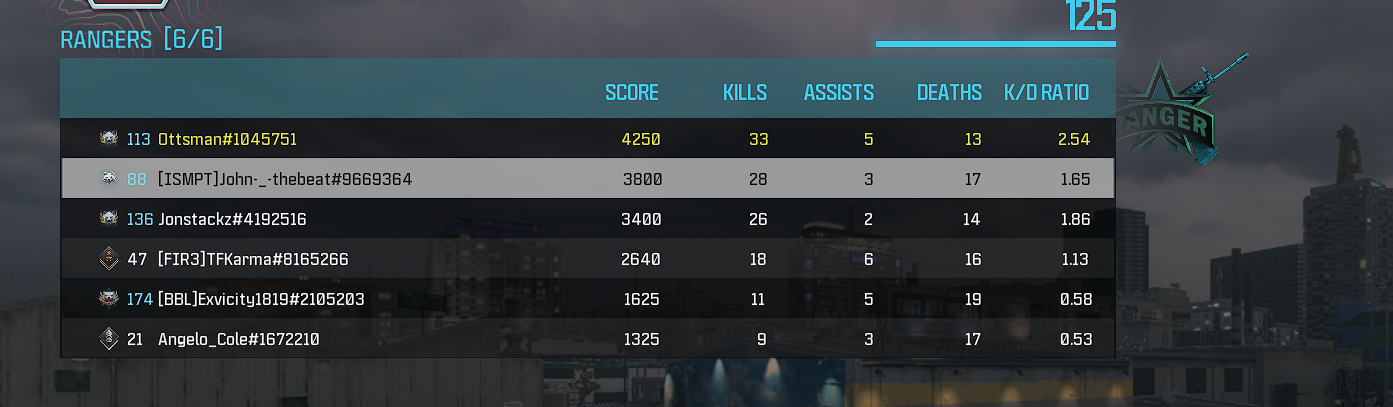 125
RANGERS [6/6]
SCORE KILLS ASSISTS DEATHS K/D RATIO
ANGER
113 Ottsman#1045751 4250 33 5 13 2.54
88 [ISMPT]John-_-thebeat#9669364 3800 28 3 17 1.65
136 Jonstackz#4192516 3400 26 2 14 1.86
47 [FIR3]TFKarma#8165266 2640 18 6 16 1.13
174 [BBL]Exvicity1819#2105203 1625 11 5 19 0.58
21 Angelo_Cole#1672210 1325 9 3 17 0.53